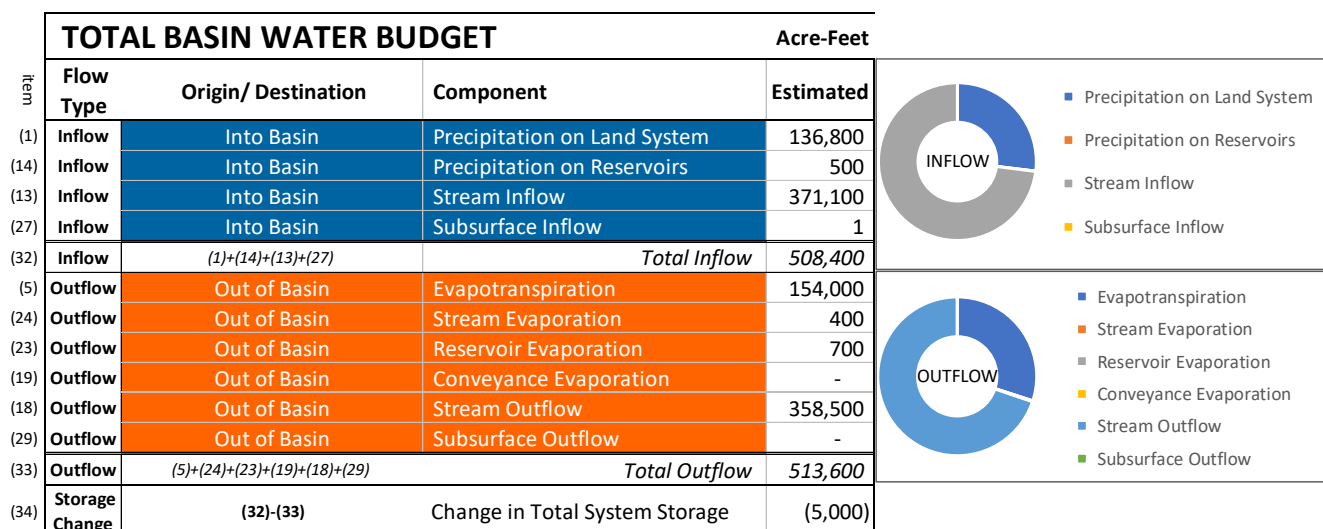 TOTAL BASIN WATER BUDGET Acre-Feet
item Flow Type Origin/ Destination Component Estimated
(1) Inflow Into Basin Precipitation on Land System 136,800
(14) Inflow Into Basin Precipitation on Reservoirs 500
(13) Inflow Into Basin Stream Inflow 371,100
(27) Inflow Into Basin Subsurface Inflow 1
(32) Inflow (1)+(14)+(13)+(27) Total Inflow 508,400
(5) Outflow Out of Basin Evapotranspiration 154,000
(24) Outflow Out of Basin Stream Evaporation 400
(23) Outflow Out of Basin Reservoir Evaporation 700
(19) Outflow Out of Basin Conveyance Evaporation -
(18) Outflow Out of Basin Stream Outflow 358,500
(29) Outflow Out of Basin Subsurface Outflow -
(33) Outflow (5)+(24)+(23)+(19)+(18)+(29) Total Outflow 513,600
(34) Storage Change (32)-(33) Change in Total System Storage (5,000)
INFLOW
Precipitation on Land System
Precipitation on Reservoirs
Stream Inflow
Subsurface Inflow
OUTFLOW
Evapotranspiration
Stream Evaporation
Reservoir Evaporation
Conveyance Evaporation
Stream Outflow
Subsurface Outflow